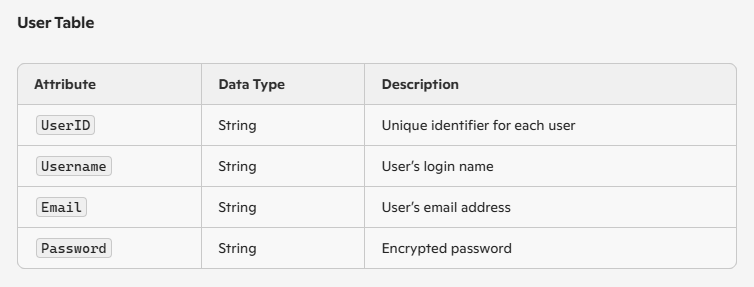 User Table
Attribute Data Type Description
UserID String Unique identifier for each user
Username String User's login name
Email String User's email address
Password String Encrypted password